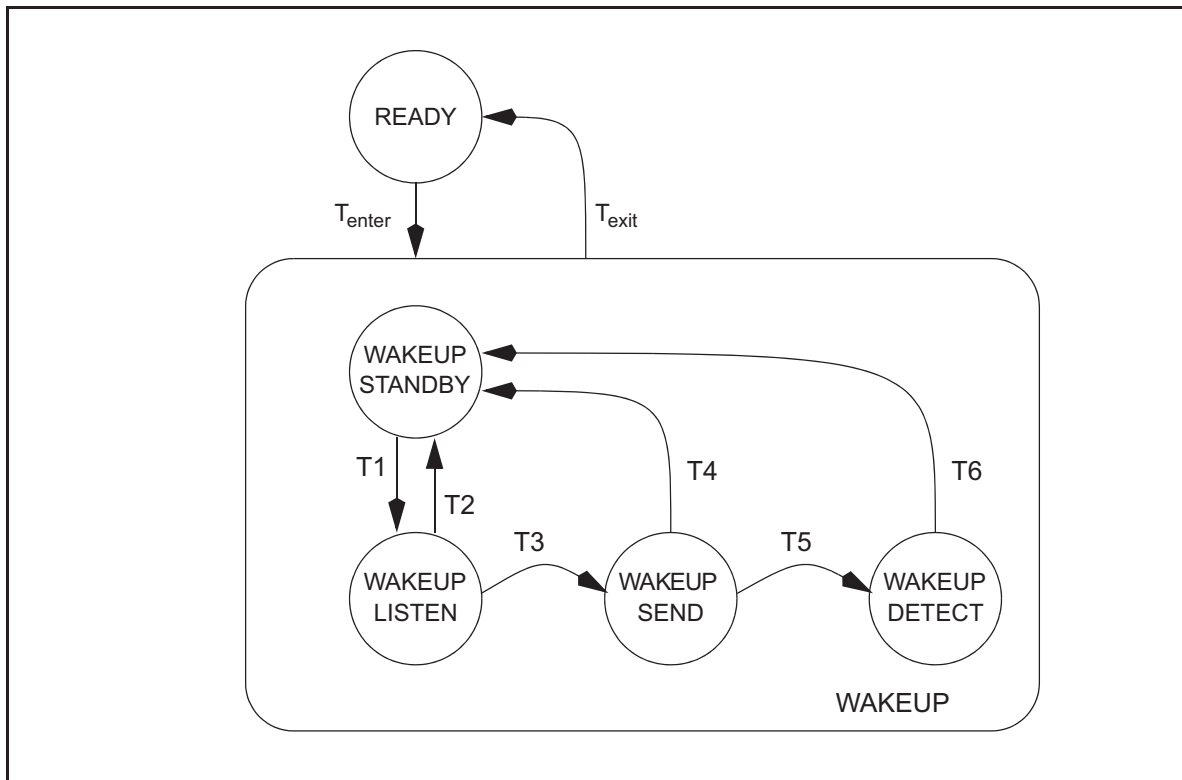 READY
Tenter
Texit
WAKEUP
STANDBY
T1
T2
T4
T6
T3
T5
WAKEUP
LISTEN
WAKEUP
SEND
WAKEUP
DETECT
WAKEUP